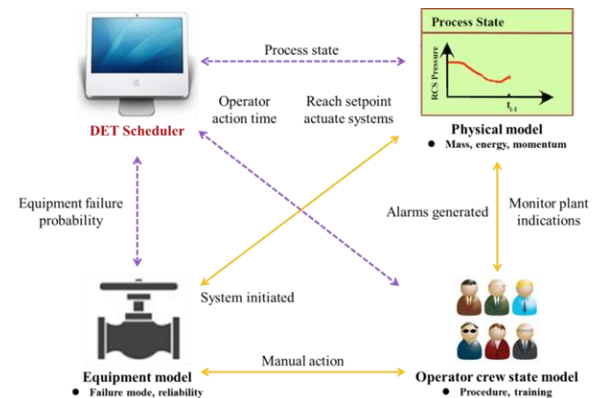 Process State
Process state
RCS Pressure
t i-1
DET Scheduler
Operator
action time
Reach setpoint
actuate systems
Physical model
● Mass, energy, momentum
Equipment failure
probability
Alarms generated
Monitor plant
indications
System initiated
Manual action
Equipment model
● Failure mode, reliability
Operator crew state model
● Procedure, training